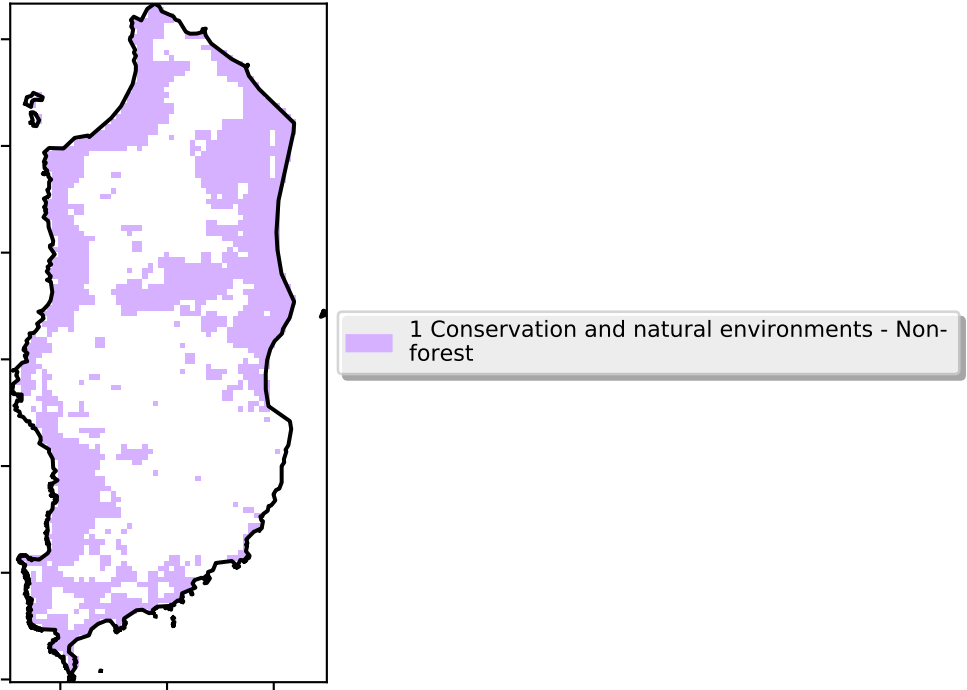 1 Conservation and natural environments - Non-
forest